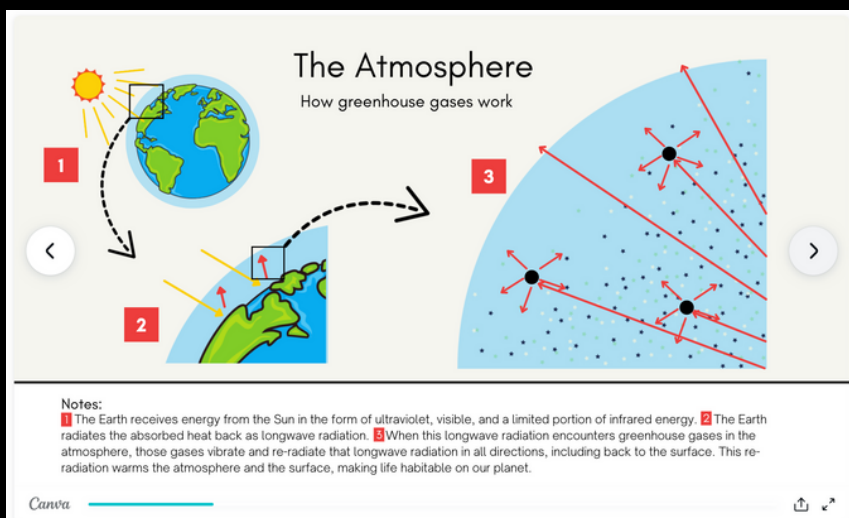 The Atmosphere
How greenhouse gases work
1
2
3
Notes:
1 The Earth receives energy from the Sun in the form of ultraviolet, visible, and a limited portion of infrared energy. 2 The Earth
radiates the absorbed heat back as longwave radiation. 3 When this longwave radiation encounters greenhouse gases in the
atmosphere, those gases vibrate and re-radiate that longwave radiation in all directions, including back to the surface. This re-
radiation warms the atmosphere and the surface, making life habitable on our planet.
Canva